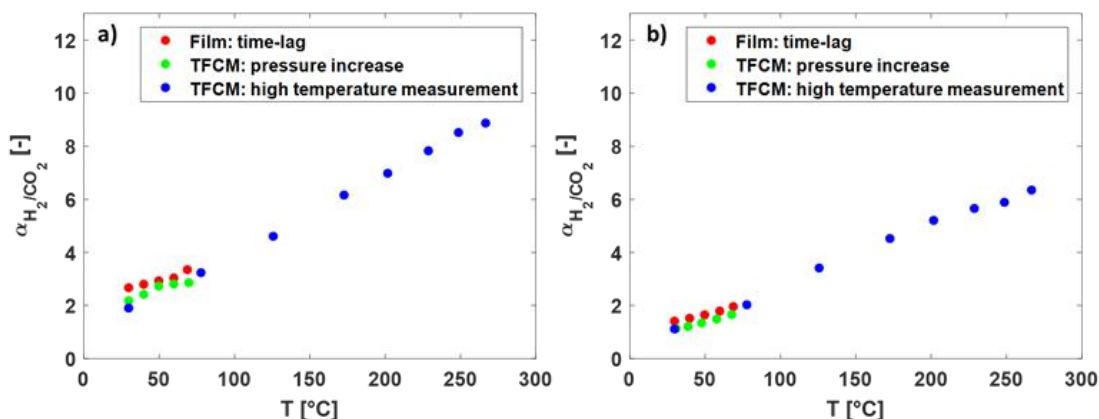 a)
Film: time-lag
TFCM: pressure increase
TFCM: high temperature measurement
12
10
8
6
4
2
0
α_H₂/CO₂ [-]
0 50 100 150 200 250 300
T [°C]
b)
Film: time-lag
TFCM: pressure increase
TFCM: high temperature measurement
12
10
8
6
4
2
0
α_H₂/CO₂ [-]
0 50 100 150 200 250 300
T [°C]